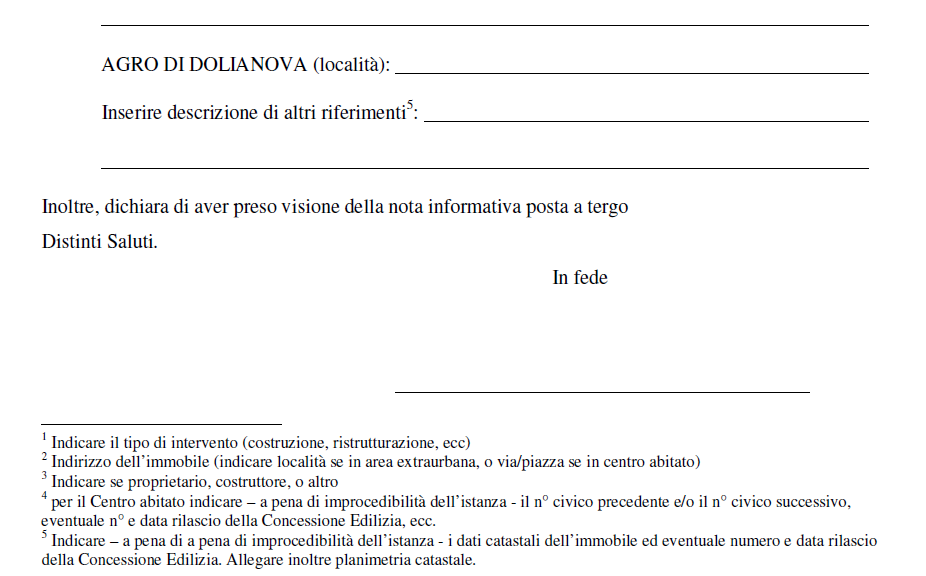 AGRO DI DOLIANOVA (località):
Inserire descrizione di altri riferimenti⁵:
Inoltre, dichiara di aver preso visione della nota informativa posta a tergo
Distinti Saluti.
In fede
¹ Indicare il tipo di intervento (costruzione, ristrutturazione, ecc)
² Indirizzo dell’immobile (indicare località se in area extraurbana, o via/piazza se in centro abitato)
³ Indicare se proprietario, costruttore, o altro
⁴ per il Centro abitato indicare – a pena di improcedibilità dell’istanza - il n° civico precedente e/o il n° civico successivo,
eventuale n° e data rilascio della Concessione Edilizia, ecc.
⁵ Indicare – a pena di a pena di improcedibilità dell’istanza - i dati catastali dell’immobile ed eventuale numero e data rilascio
della Concessione Edilizia. Allegare inoltre planimetria catastale.